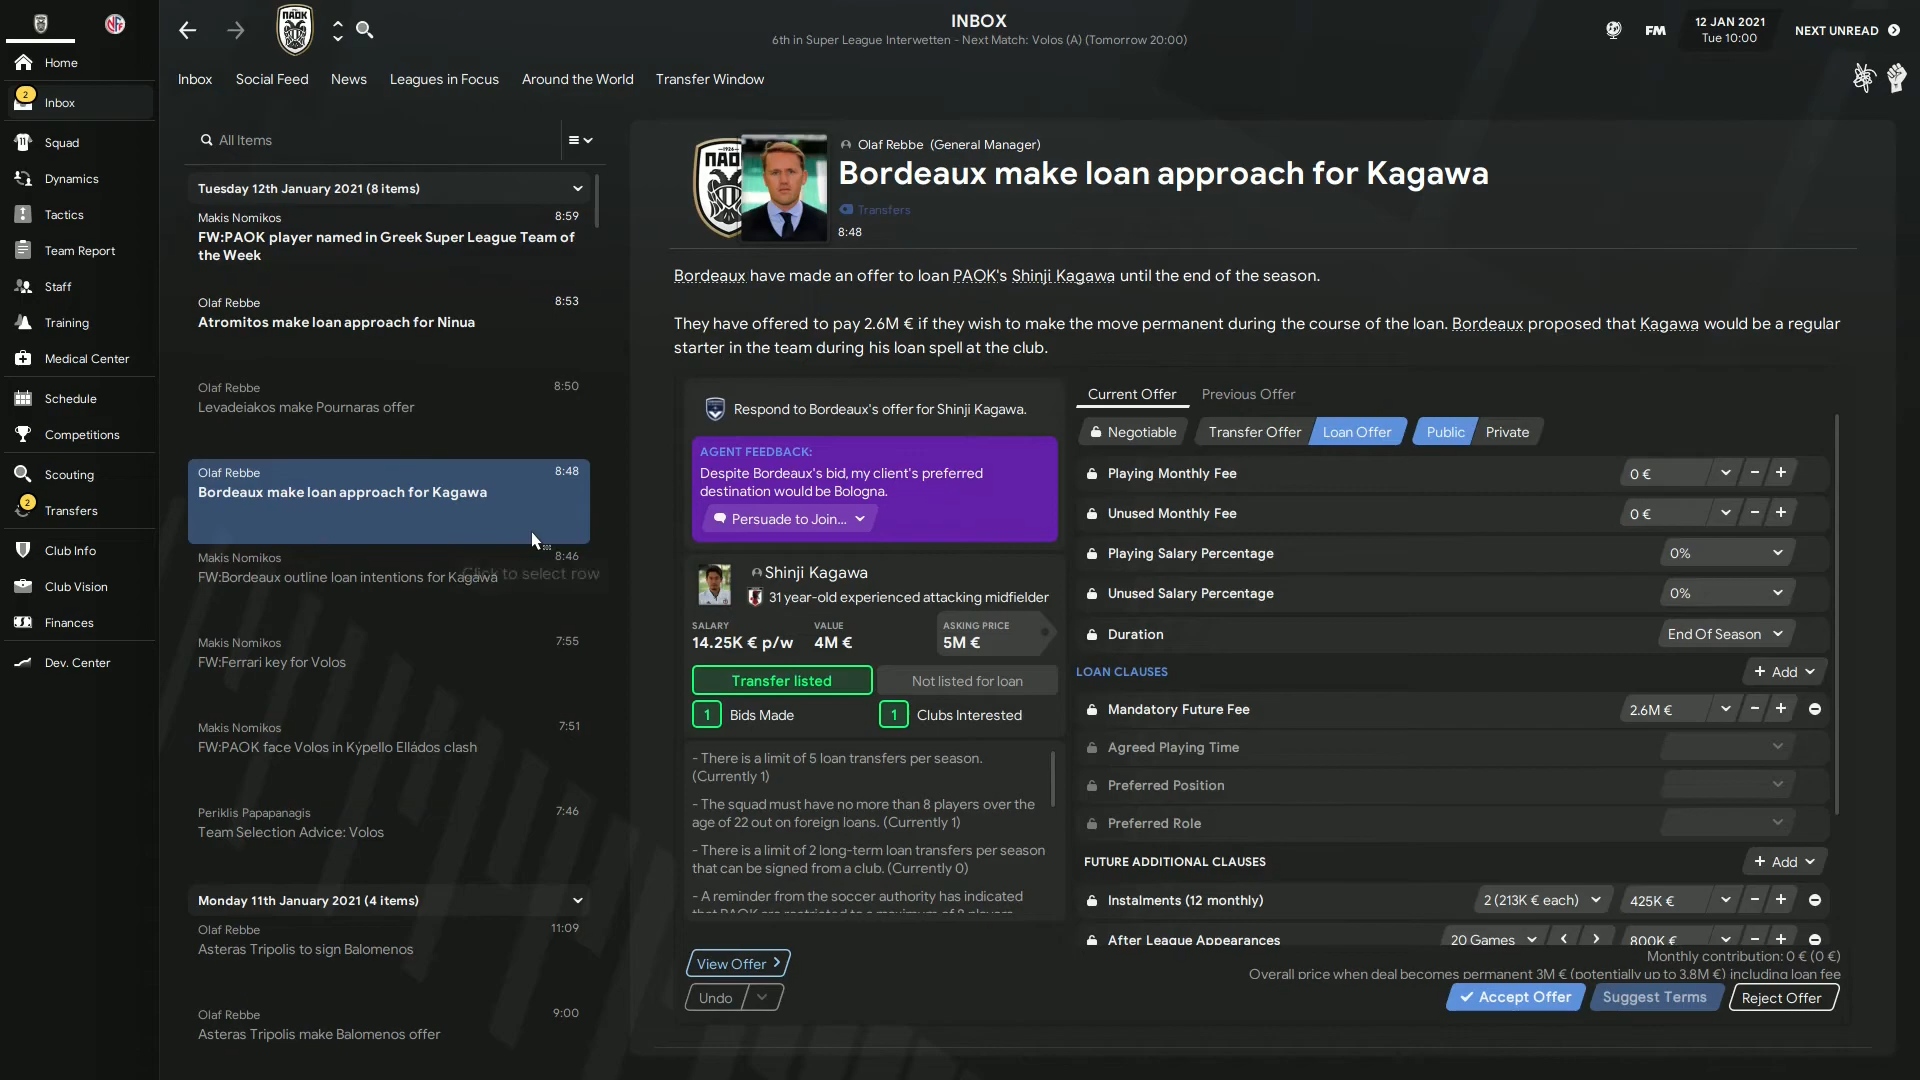 INBOX
6th in Super League Interwetten - Next Match: Volos (A) (Tomorrow 20:00)
FM
12 JAN 2021
Tue 10:00
NEXT UNREAD
Home
2
Inbox
Squad
Dynamics
Tactics
Team Report
Staff
Training
Medical Center
Schedule
Competitions
Scouting
2
Transfers
Club Info
Club Vision
Finances
Dev. Center
Inbox Social Feed News Leagues in Focus Around the World Transfer Window
All Items
Tuesday 12th January 2021 (8 items)
Makis Nomikos 8:59
FW:PAOK player named in Greek Super League Team of
the Week
Olaf Rebbe 8:53
Atromitos make loan approach for Ninua
Olaf Rebbe 8:50
Levadeiakos make Pournaras offer
Olaf Rebbe 8:48
Bordeaux make loan approach for Kagawa
Makis Nomikos 8:46
FW:Bordeaux outline loan intentions for Kagawa
Click to select row
Makis Nomikos 7:55
FW:Ferrari key for Volos
Makis Nomikos 7:51
FW:PAOK face Volos in Kýpello Elládos clash
Periklis Papapanagis 7:46
Team Selection Advice: Volos
Monday 11th January 2021 (4 items)
Olaf Rebbe 11:09
Asteras Tripolis to sign Balomenos
Olaf Rebbe 9:00
Asteras Tripolis make Balomenos offer
Olaf Rebbe (General Manager)
Bordeaux make loan approach for Kagawa
Transfers
8:48
Bordeaux have made an offer to loan PAOK's Shinji Kagawa until the end of the season.
They have offered to pay 2.6M € if they wish to make the move permanent during the course of the loan. Bordeaux proposed that Kagawa would be a regular
starter in the team during his loan spell at the club.
Respond to Bordeaux's offer for Shinji Kagawa.
AGENT FEEDBACK:
Despite Bordeaux's bid, my client's preferred
destination would be Bologna.
Persuade to Join...
Shinji Kagawa
31 year-old experienced attacking midfielder
SALARY VALUE ASKING PRICE
14.25K € p/w 4M € 5M €
Transfer listed Not listed for loan
1 Bids Made 1 Clubs Interested
- There is a limit of 5 loan transfers per season.
(Currently 1)
- The squad must have no more than 8 players over the
age of 22 out on foreign loans. (Currently 1)
- There is a limit of 2 long-term loan transfers per season
that can be signed from a club. (Currently 0)
- A reminder from the soccer authority has indicated
that PAOK are restricted to a maximum of 8 players
View Offer
Undo
Current Offer Previous Offer
Negotiable Transfer Offer Loan Offer Public Private
Playing Monthly Fee 0 € - +
Unused Monthly Fee 0 € - +
Playing Salary Percentage 0%
Unused Salary Percentage 0%
Duration End Of Season
LOAN CLAUSES + Add
Mandatory Future Fee 2.6M € - +
Agreed Playing Time
Preferred Position
Preferred Role
FUTURE ADDITIONAL CLAUSES + Add
Instalments (12 monthly) 2 (213K € each) 425K € - +
After League Appearances 20 Games 800K € - +
Monthly contribution: 0 € (0 €)
Overall price when deal becomes permanent 3M € (potentially up to 3.8M €) including loan fee
Accept Offer Suggest Terms Reject Offer